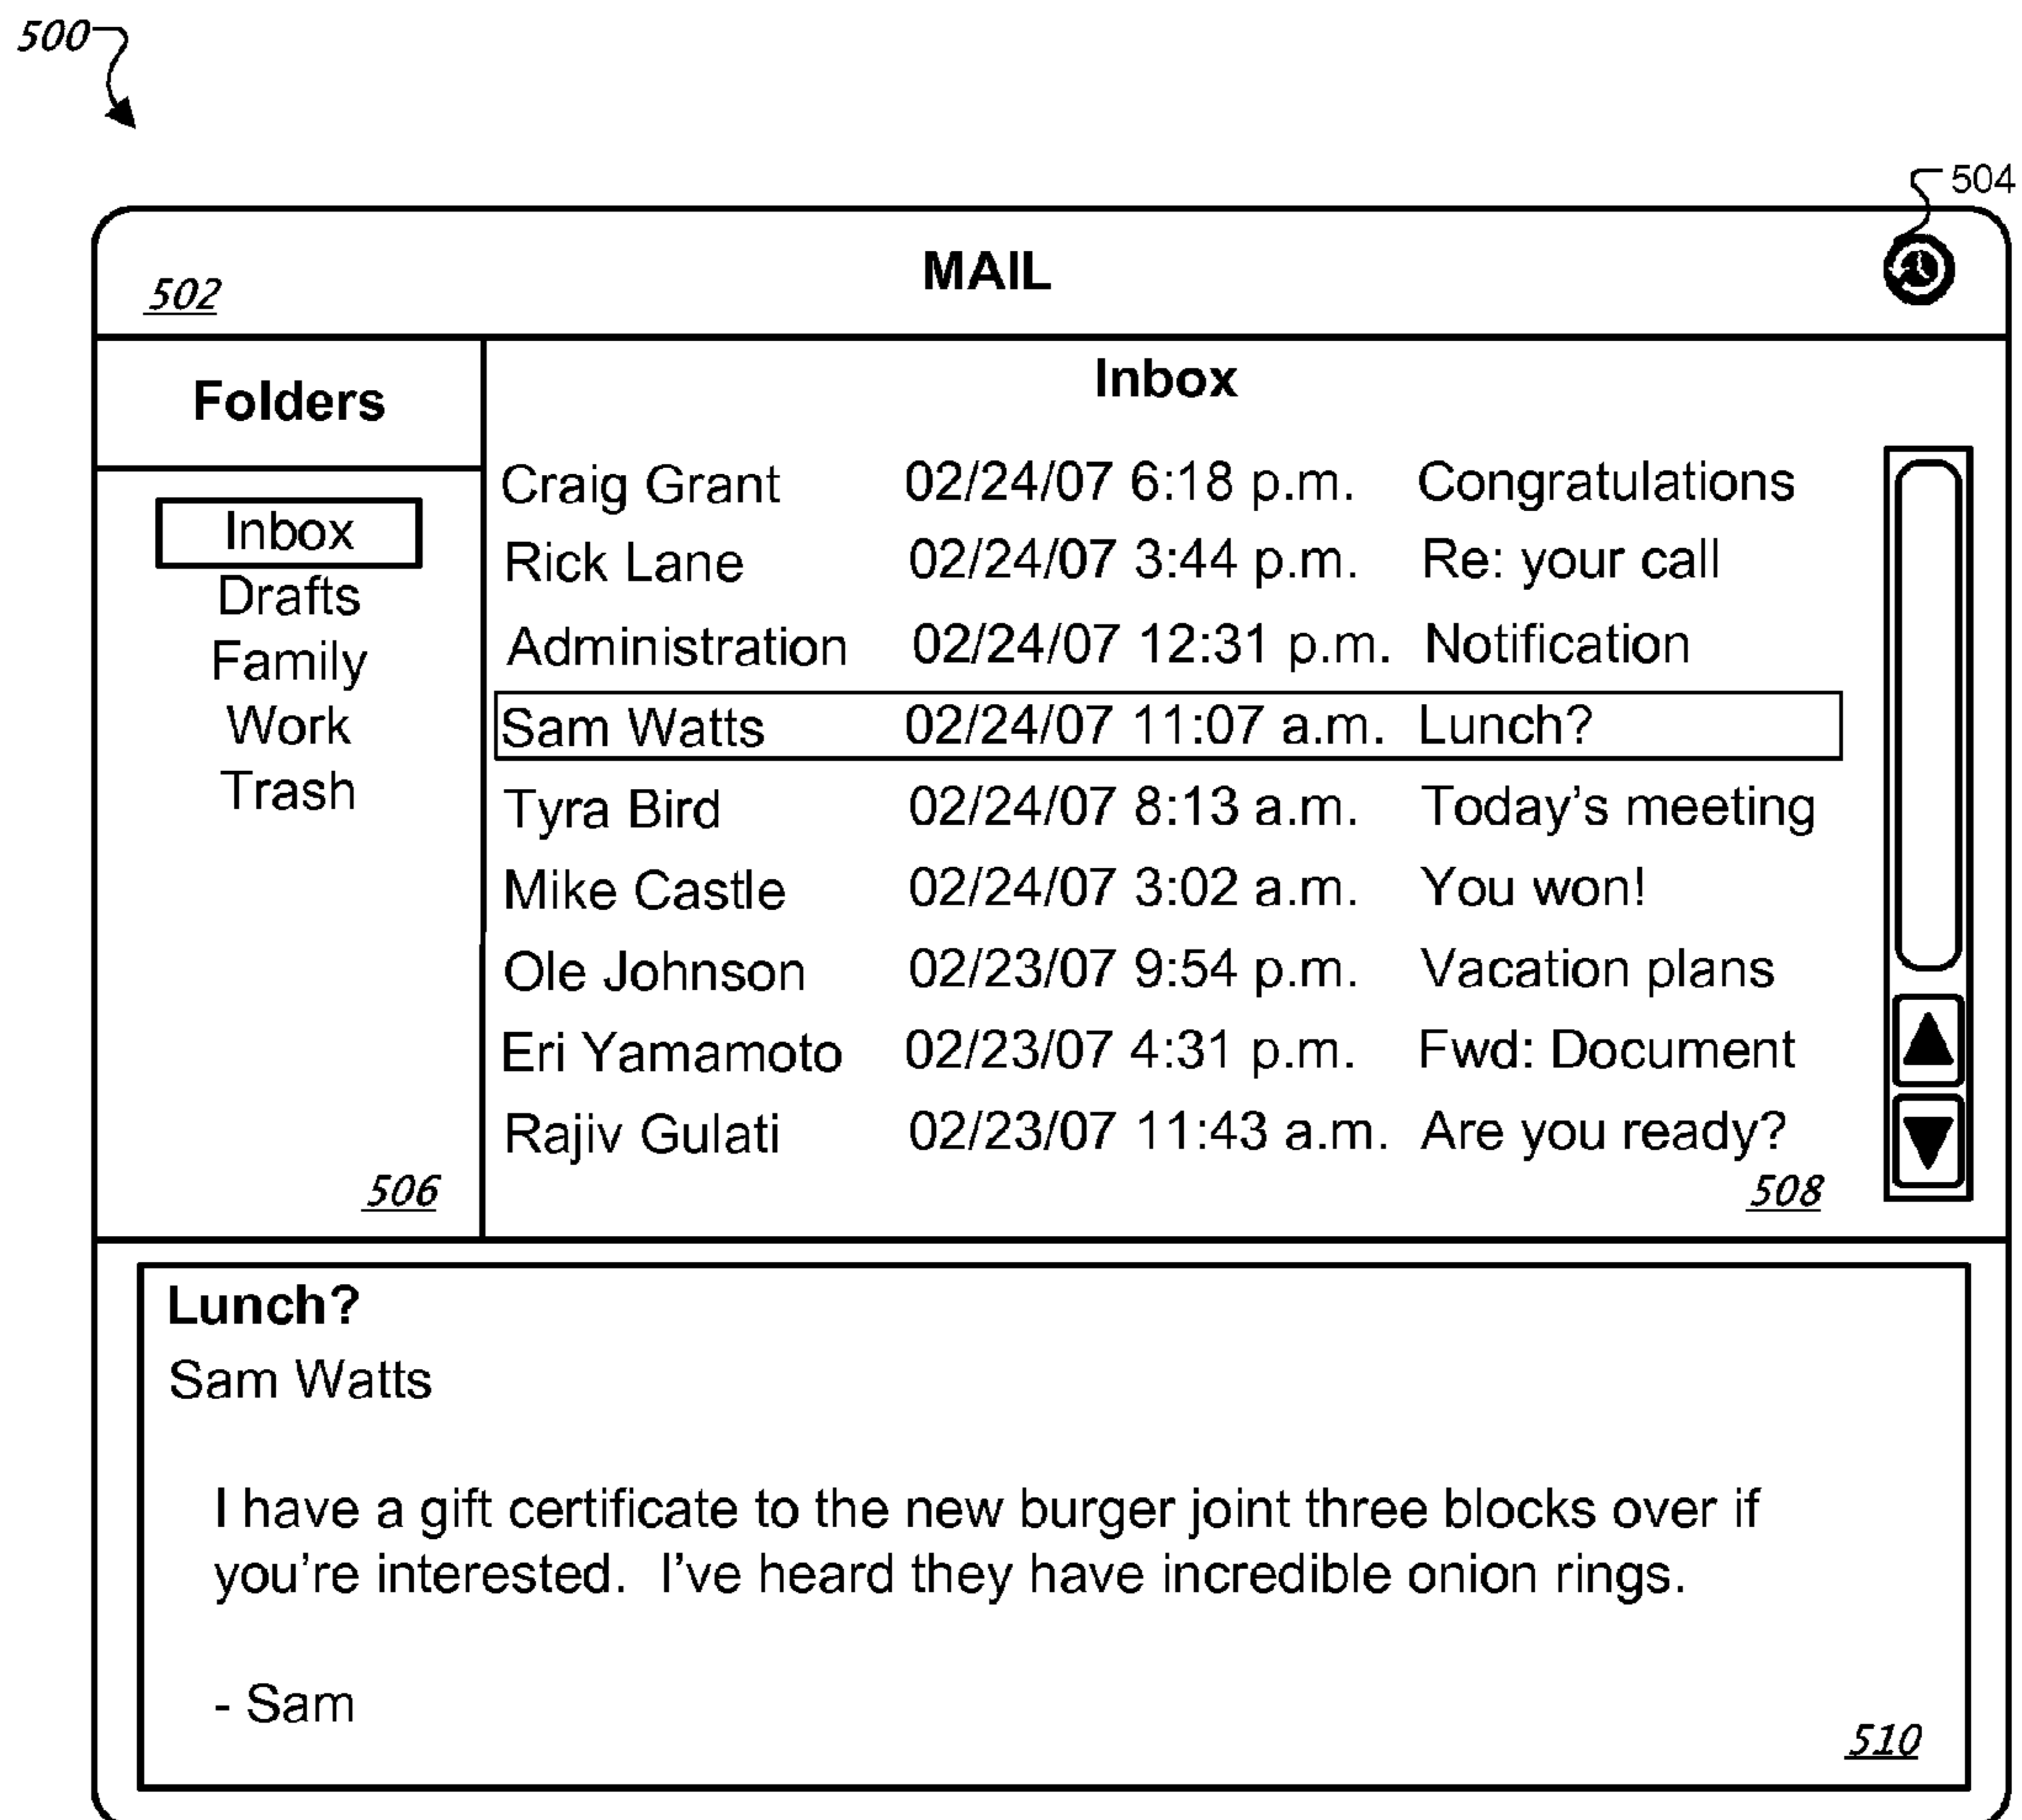 500
504
MAIL
502
Folders
Inbox
Drafts
Family
Work
Trash
506
Inbox
Craig Grant 02/24/07 6:18 p.m. Congratulations
Rick Lane 02/24/07 3:44 p.m. Re: your call
Administration 02/24/07 12:31 p.m. Notification
Sam Watts 02/24/07 11:07 a.m. Lunch?
Tyra Bird 02/24/07 8:13 a.m. Today's meeting
Mike Castle 02/24/07 3:02 a.m. You won!
Ole Johnson 02/23/07 9:54 p.m. Vacation plans
Eri Yamamoto 02/23/07 4:31 p.m. Fwd: Document
Rajiv Gulati 02/23/07 11:43 a.m. Are you ready?
508
Lunch?
Sam Watts
I have a gift certificate to the new burger joint three blocks over if
you're interested.  I've heard they have incredible onion rings.
- Sam
510